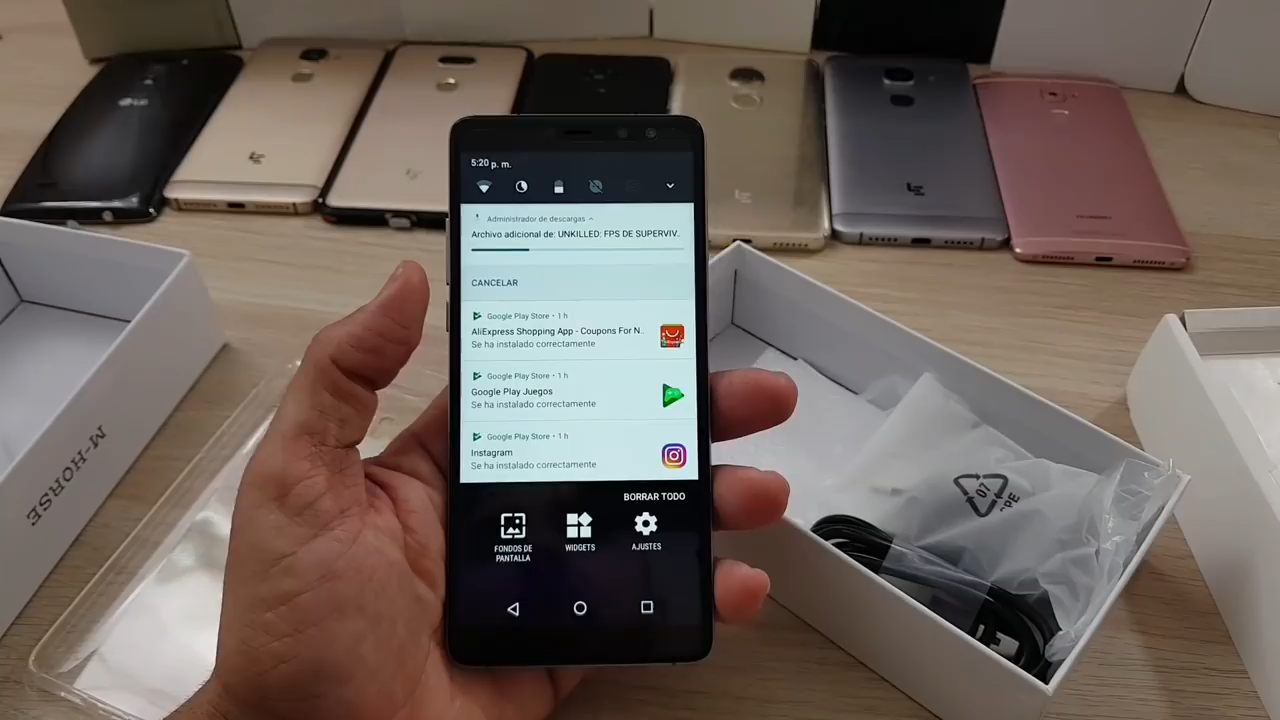 LG
5:20 p. m.
Administrador de descargas
Archivo adicional de: UNKILLED: FPS DE SUPERVIV..
CANCELAR
Google Play Store • 1 h
AliExpress Shopping App - Coupons For N..
Se ha instalado correctamente
Google Play Store • 1 h
Google Play Juegos
Se ha instalado correctamente
Google Play Store • 1 h
Instagram
Se ha instalado correctamente
BORRAR TODO
FONDOS DE
PANTALLA
WIDGETS
AJUSTES
M-HORSE
07
CPE